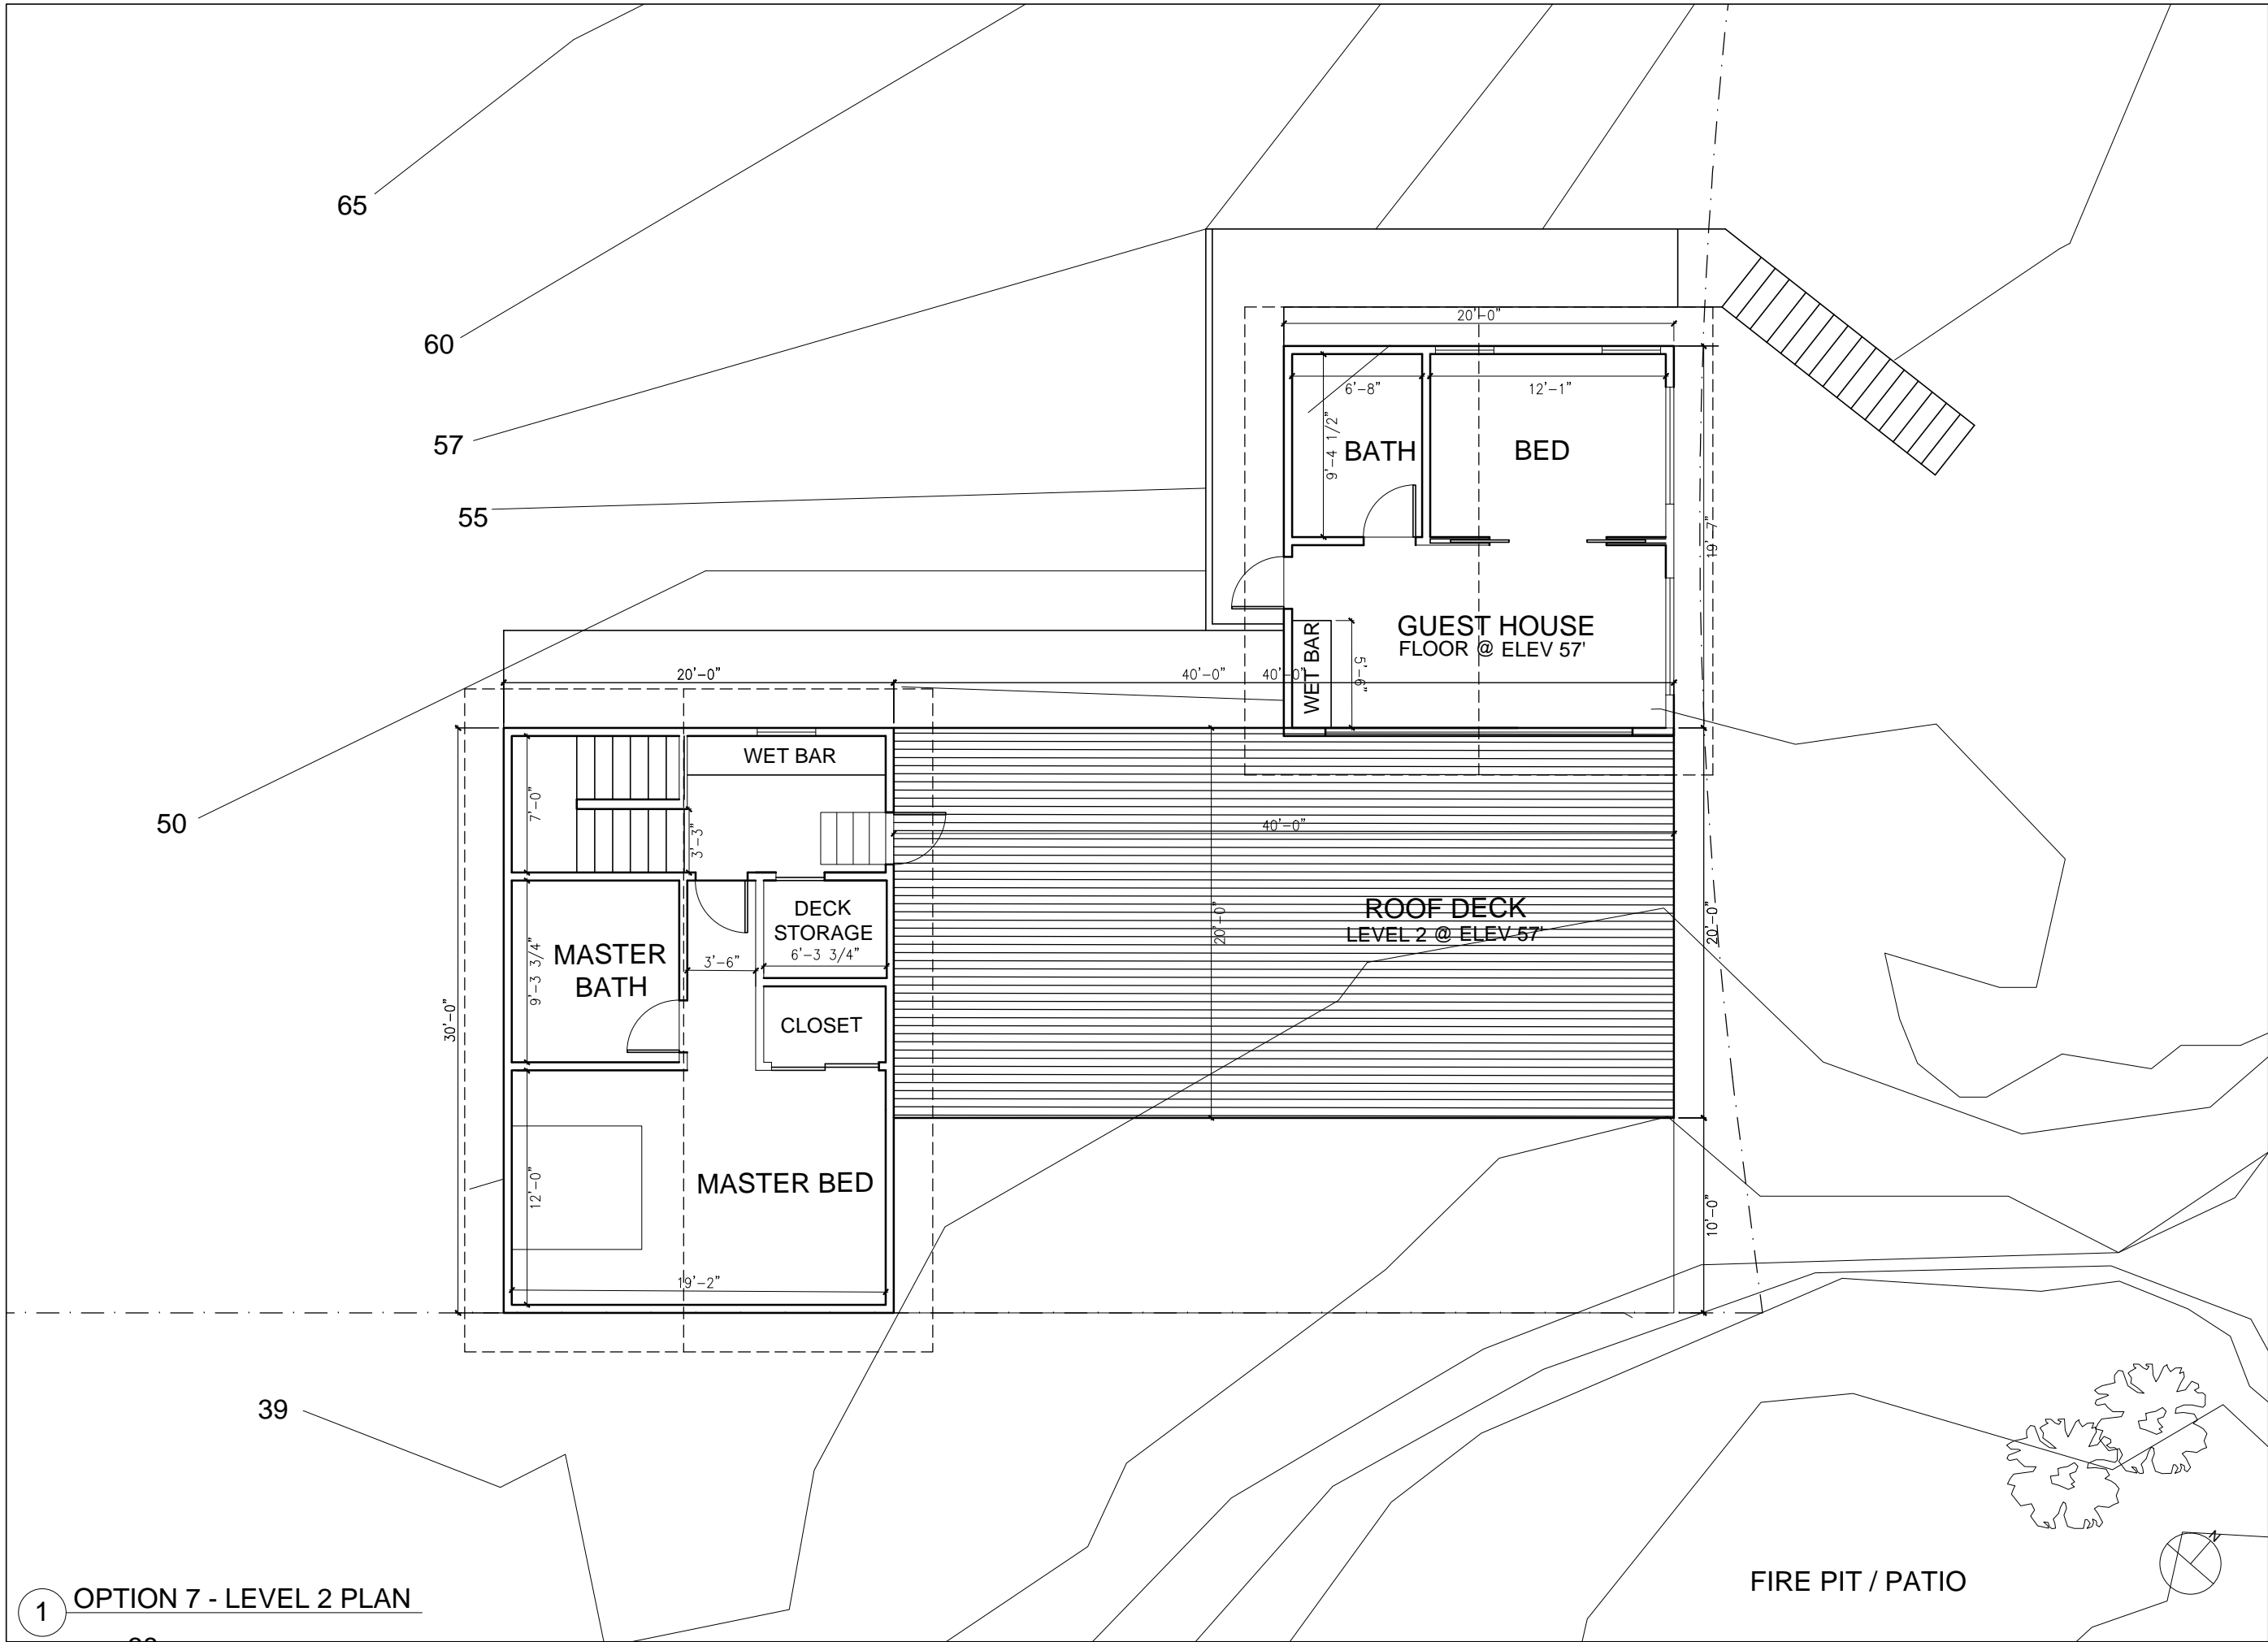 65
60
57
55
50
39
20'-0"
6'-8"
12'-1"
9'-4 1/2"
BATH
BED
19'-7"
GUEST HOUSE
FLOOR @ ELEV 57'
WET BAR
5'-6"
20'-0"
40'-0"
40'-0"
WET BAR
7'-0"
3'-3"
40'-0"
DECK
STORAGE
6'-3 3/4"
3'-6"
MASTER
BATH
9'-3 3/4"
30'-0"
CLOSET
ROOF DECK
LEVEL 2 @ ELEV 57'
20'-0"
20'-0"
MASTER BED
12'-0"
19'-2"
10'-0"
FIRE PIT / PATIO
N
1
OPTION 7 - LEVEL 2 PLAN